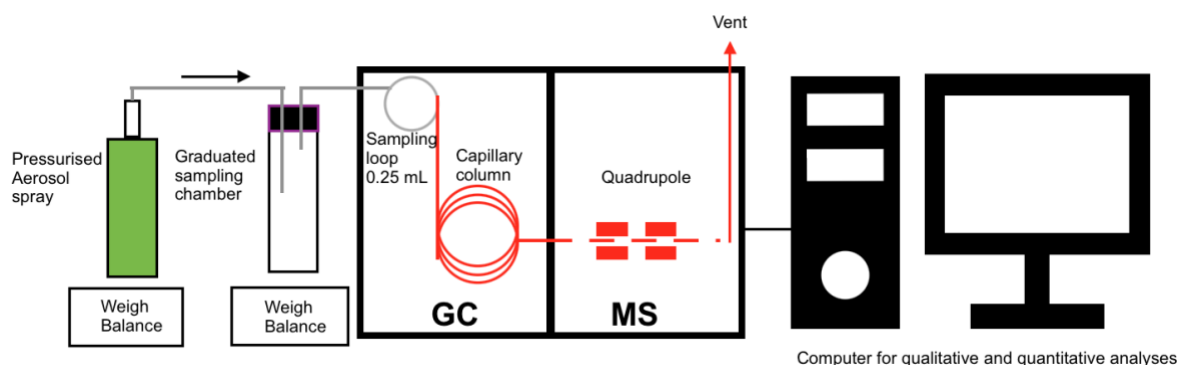 Vent
Pressurised
Aerosol
spray
Graduated
sampling
chamber
Sampling
loop
0.25 mL
Capillary
column
Quadrupole
Weigh
Balance
Weigh
Balance
GC
MS
Computer for qualitative and quantitative analyses